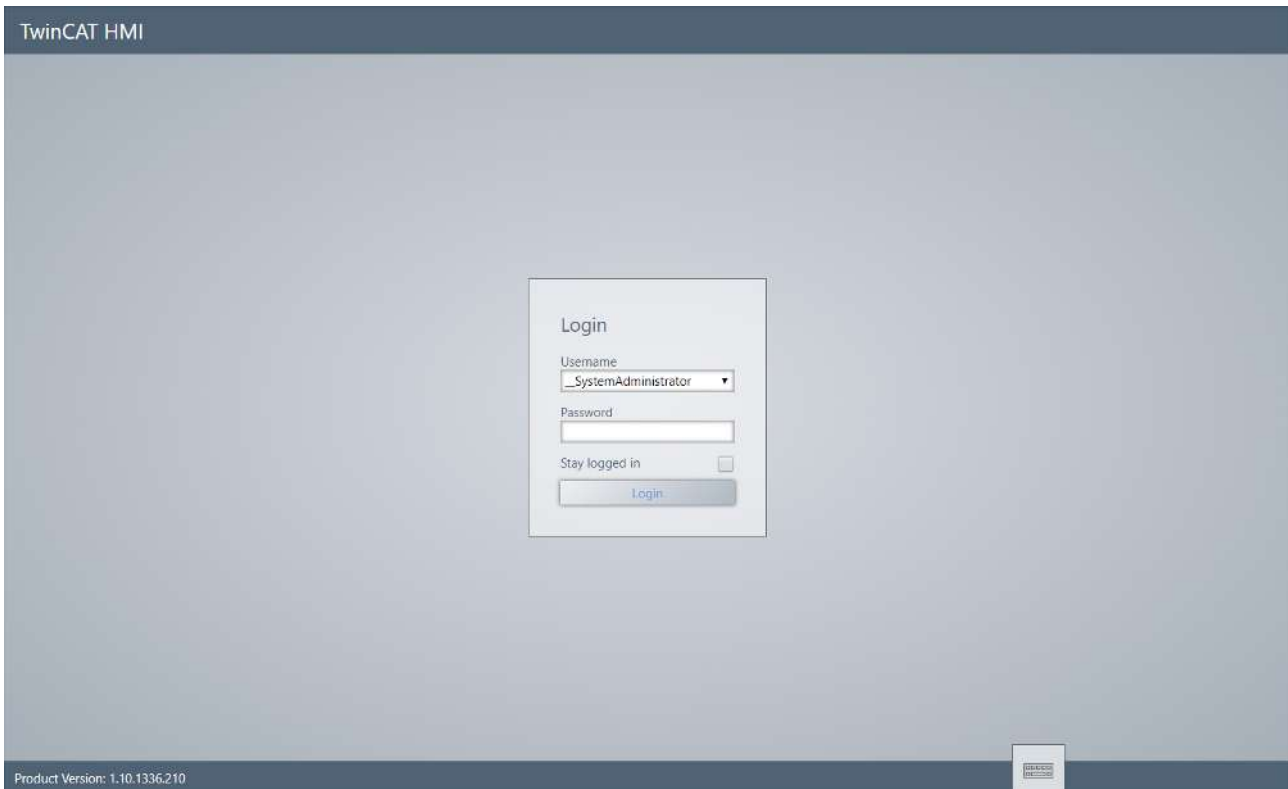 TwinCAT HMI
Login
Username
__SystemAdministrator
Password
Stay logged in
Login
Product Version: 1.10.1336.210